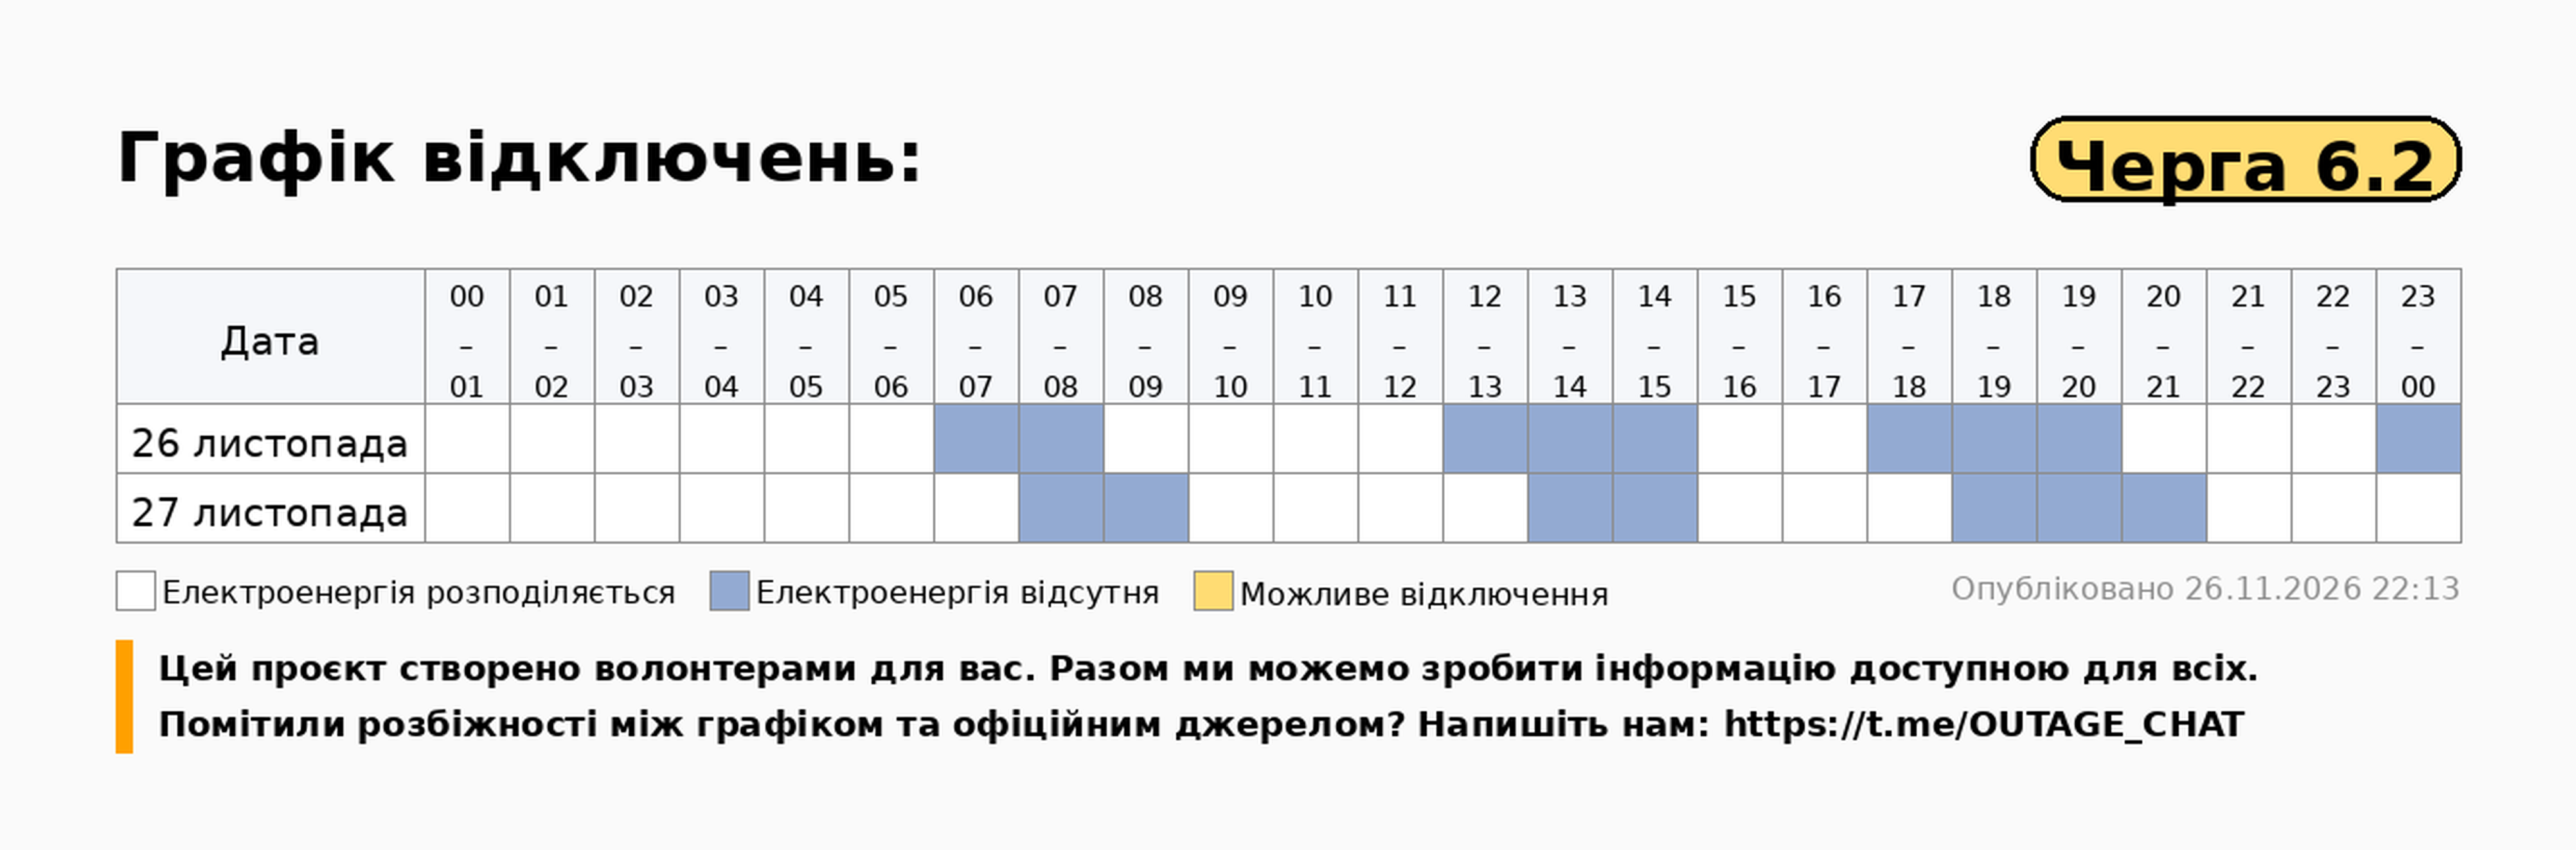 Графік відключень:
Черга 6.2
Дата 00 – 01 01 – 02 02 – 03 03 – 04 04 – 05 05 – 06 06 – 07 07 – 08 08 – 09 09 – 10 10 – 11 11 – 12 12 – 13 13 – 14 14 – 15 15 – 16 16 – 17 17 – 18 18 – 19 19 – 20 20 – 21 21 – 22 22 – 23 23 – 00
26 листопада
27 листопада
Електроенергія розподіляється Електроенергія відсутня Можливе відключення Опубліковано 26.11.2026 22:13
Цей проєкт створено волонтерами для вас. Разом ми можемо зробити інформацію доступною для всіх.
Помітили розбіжності між графіком та офіційним джерелом? Напишіть нам: https://t.me/OUTAGE_CHAT